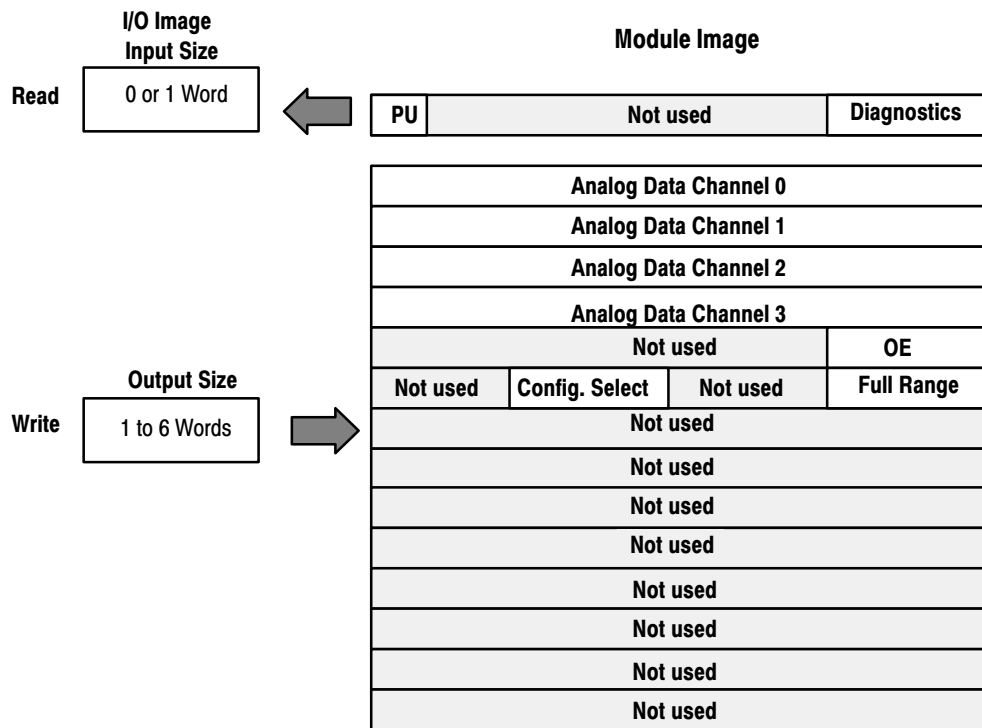 I/O Image
Input Size
Module Image
Read
0 or 1 Word
PU
Not used
Diagnostics
Analog Data Channel 0
Analog Data Channel 1
Analog Data Channel 2
Analog Data Channel 3
Not used
OE
Output Size
Not used
Config. Select
Not used
Full Range
Write
1 to 6 Words
Not used
Not used
Not used
Not used
Not used
Not used
Not used
Not used